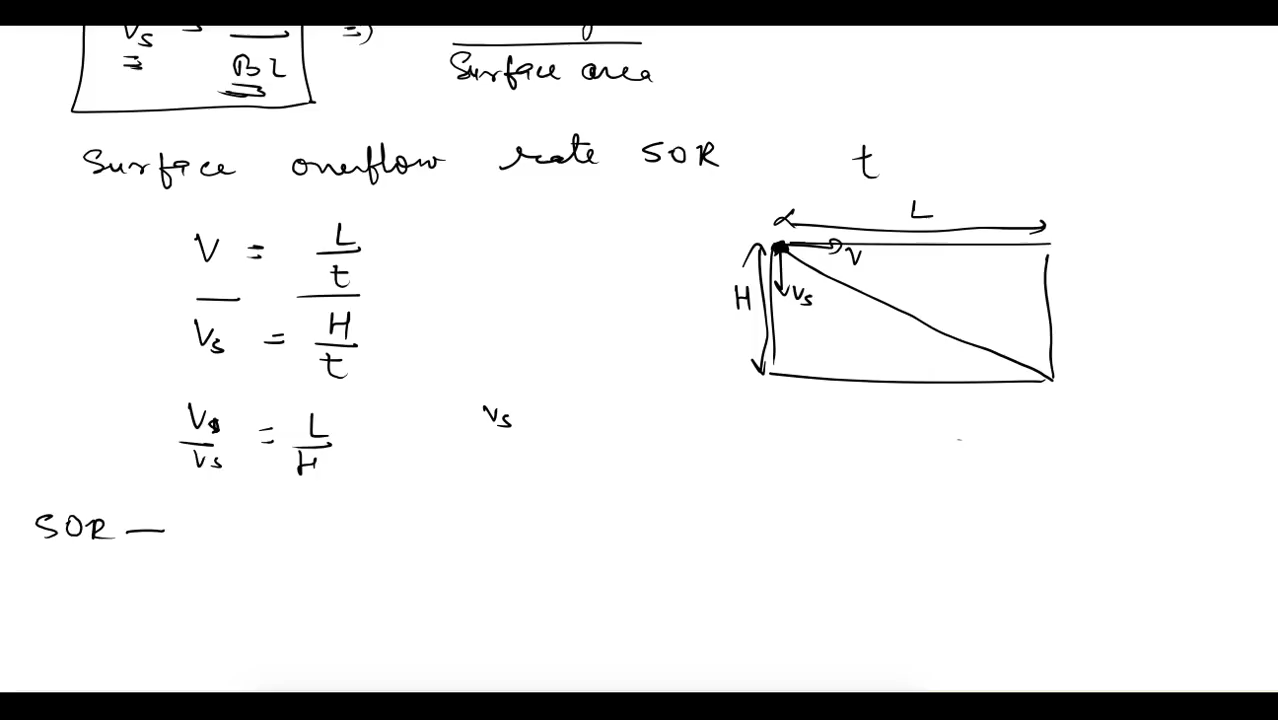 Vs
BL
Surface area
Surface overflow rate SOR
t
V = L/t
Vs = H/t
L
V
H
Vs
V/Vs = L/H
Vs
SOR —